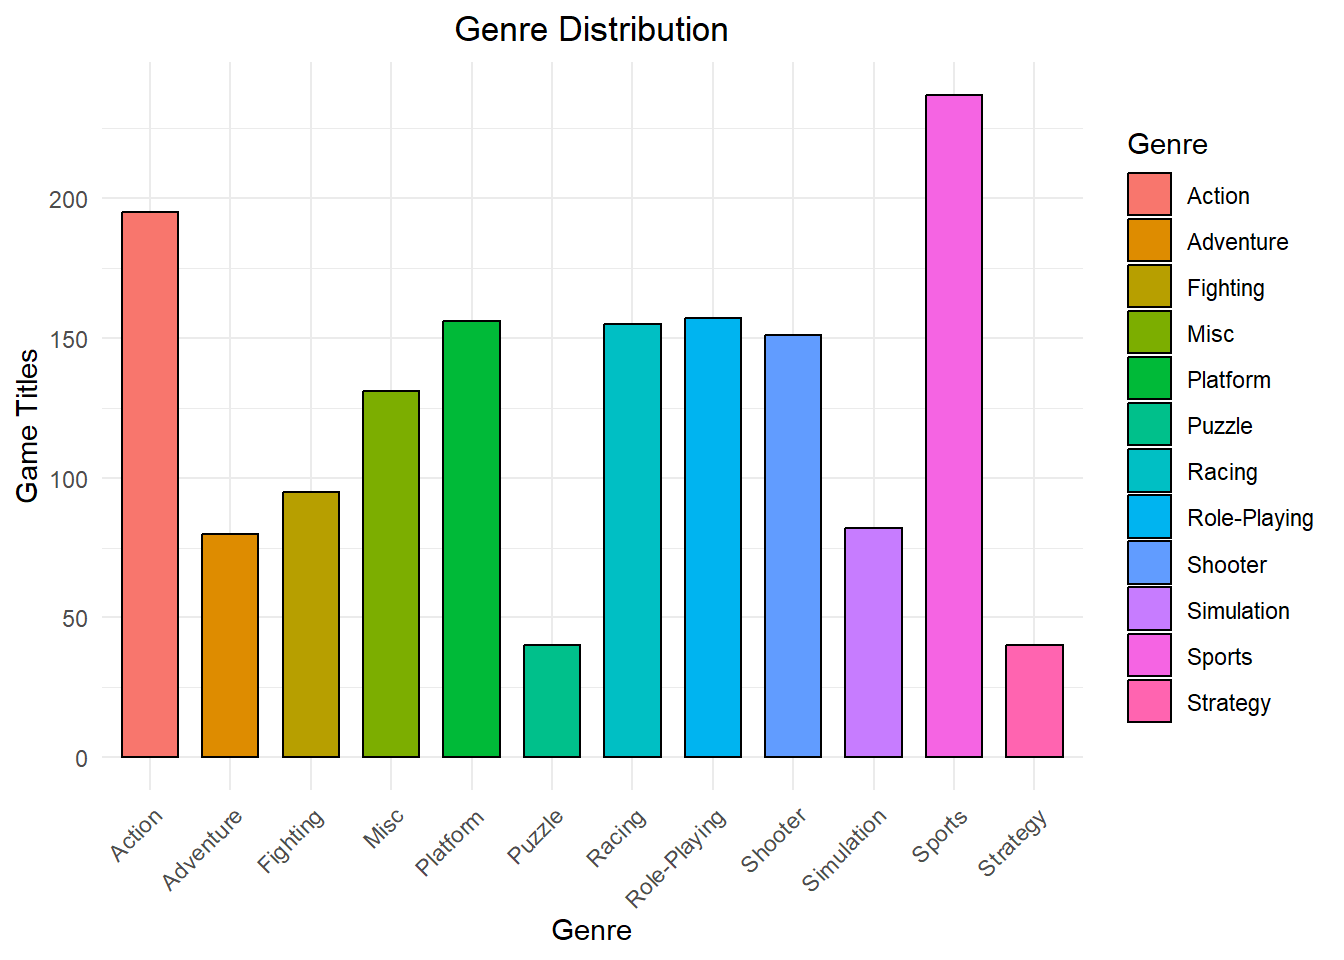 Genre Distribution
Game Titles
200
150
100
50
0
Action
Adventure
Fighting
Misc
Platform
Puzzle
Racing
Role-Playing
Shooter
Simulation
Sports
Strategy
Genre
Genre
Action
Adventure
Fighting
Misc
Platform
Puzzle
Racing
Role-Playing
Shooter
Simulation
Sports
Strategy